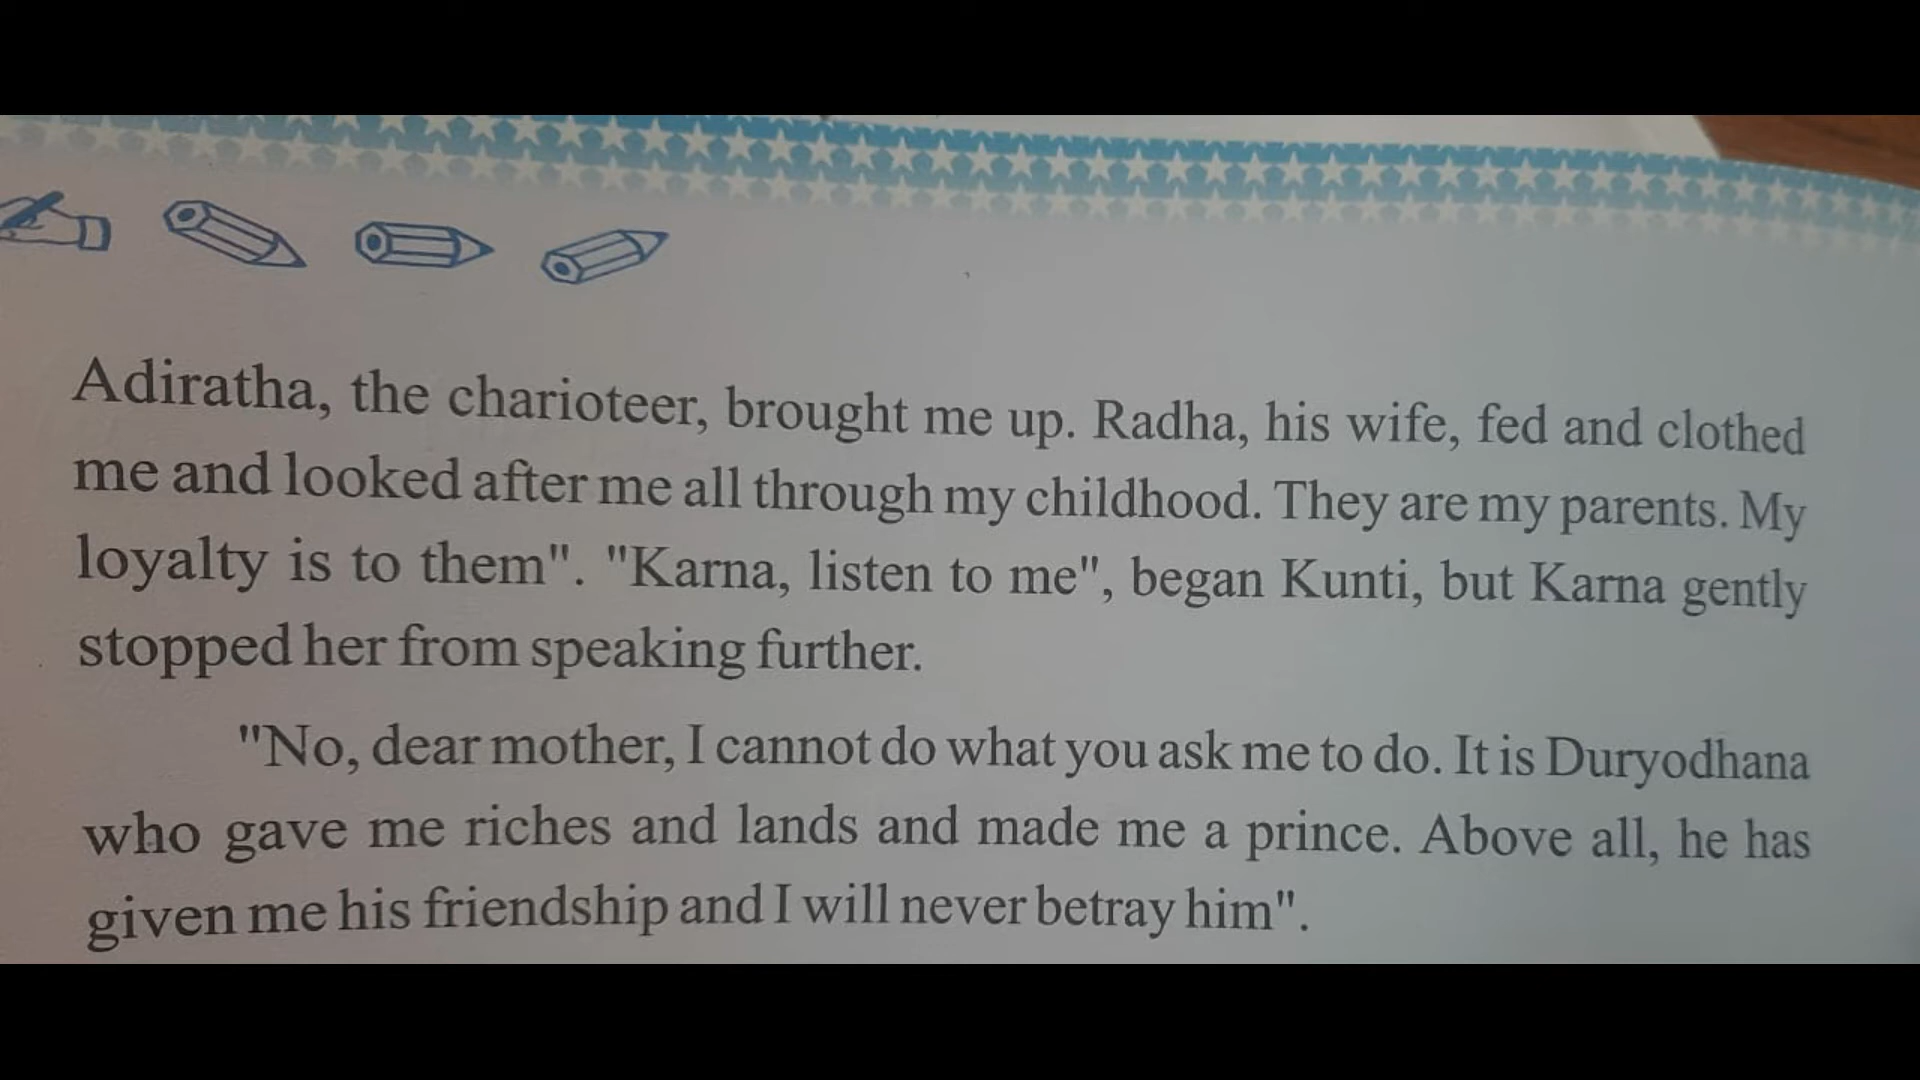 Adiratha, the charioteer, brought me up. Radha, his wife, fed and clothed
me and looked after me all through my childhood. They are my parents. My
loyalty is to them". "Karna, listen to me", began Kunti, but Karna gently
stopped her from speaking further.
"No, dear mother, I cannot do what you ask me to do. It is Duryodhana
who gave me riches and lands and made me a prince. Above all, he has
given me his friendship and I will never betray him".